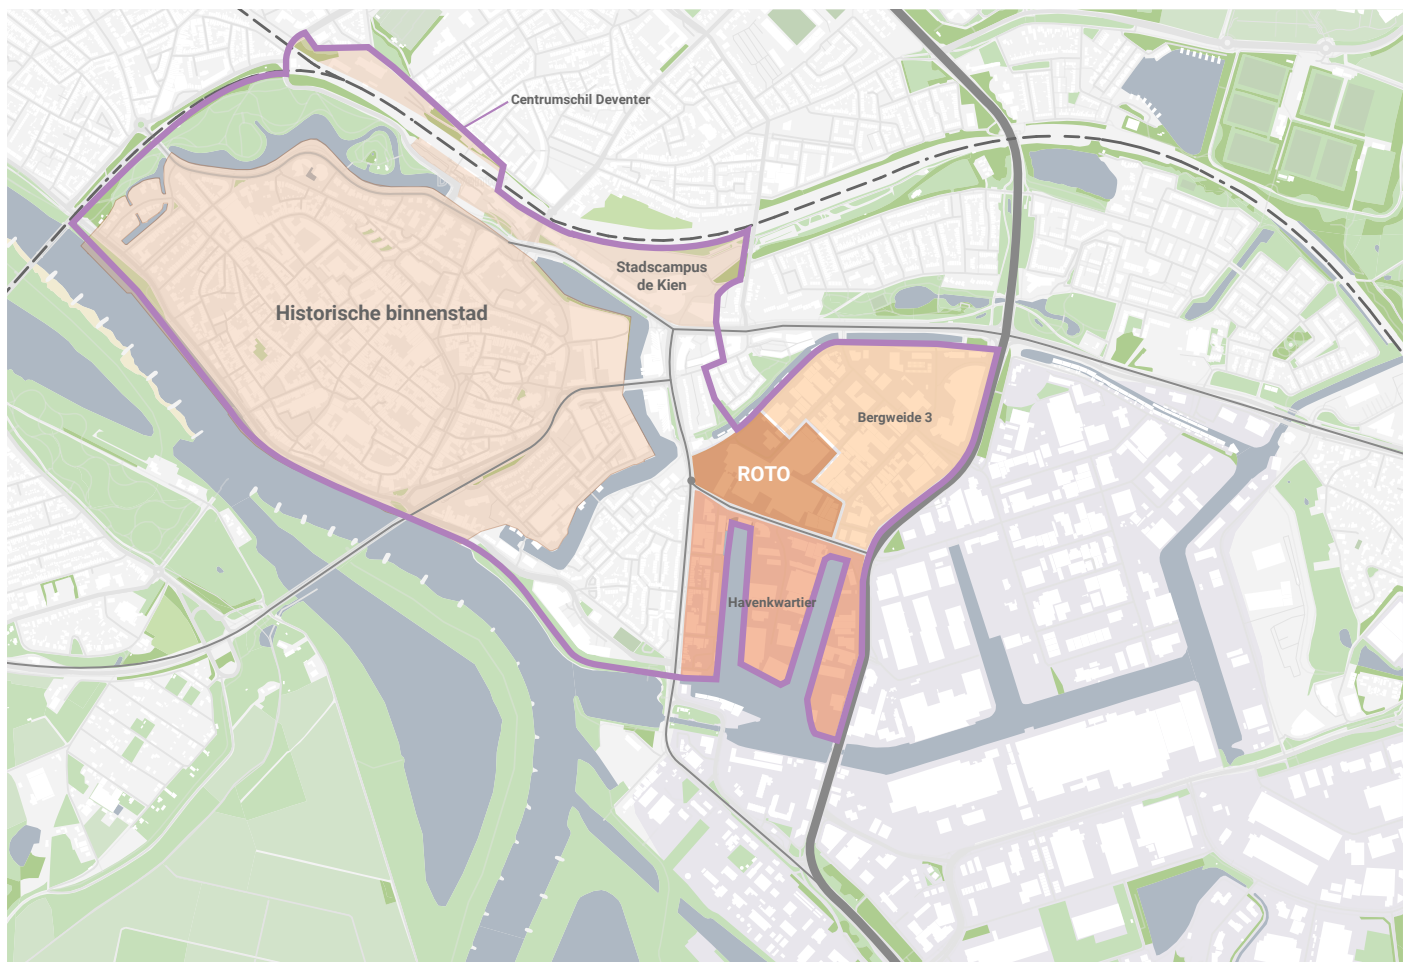 Centrumschil Deventer
Stadscampus
de Kien
Historische binnenstad
Bergweide 3
ROTO
Havenkwartier